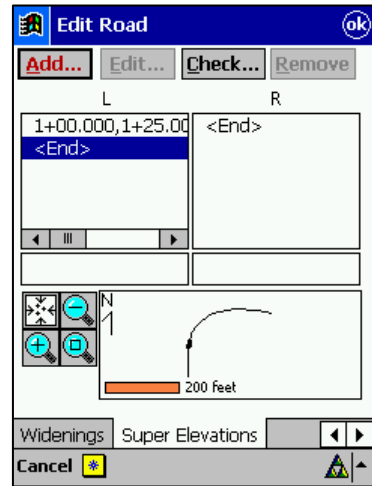 Edit Road ok
Add... Edit... Check... Remove
L R
1+00.000,1+25.00 <End>
<End>
N
200 feet
Widenings Super Elevations
Cancel